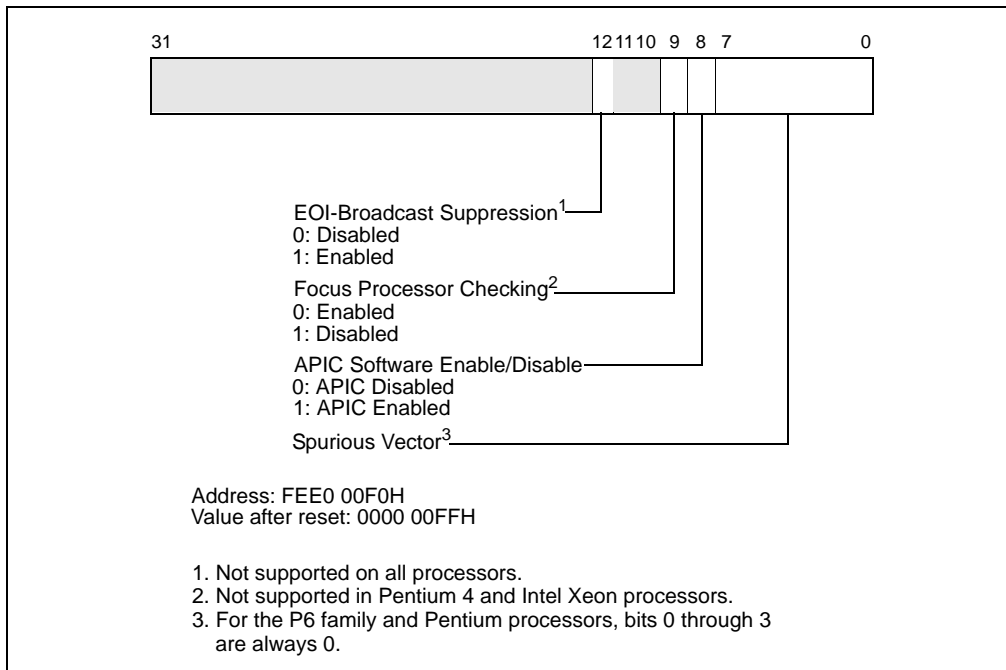 31 12 11 10 9 8 7 0
EOI-Broadcast Suppression1
0: Disabled
1: Enabled
Focus Processor Checking2
0: Enabled
1: Disabled
APIC Software Enable/Disable
0: APIC Disabled
1: APIC Enabled
Spurious Vector3
Address: FEE0 00F0H
Value after reset: 0000 00FFH
1. Not supported on all processors.
2. Not supported in Pentium 4 and Intel Xeon processors.
3. For the P6 family and Pentium processors, bits 0 through 3
are always 0.